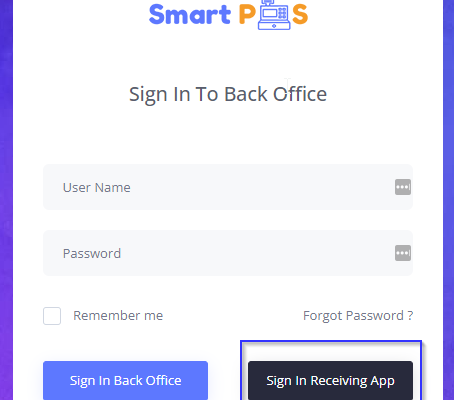 Smart POS
Sign In To Back Office
User Name
Password
Remember me Forgot Password ?
Sign In Back Office Sign In Receiving App